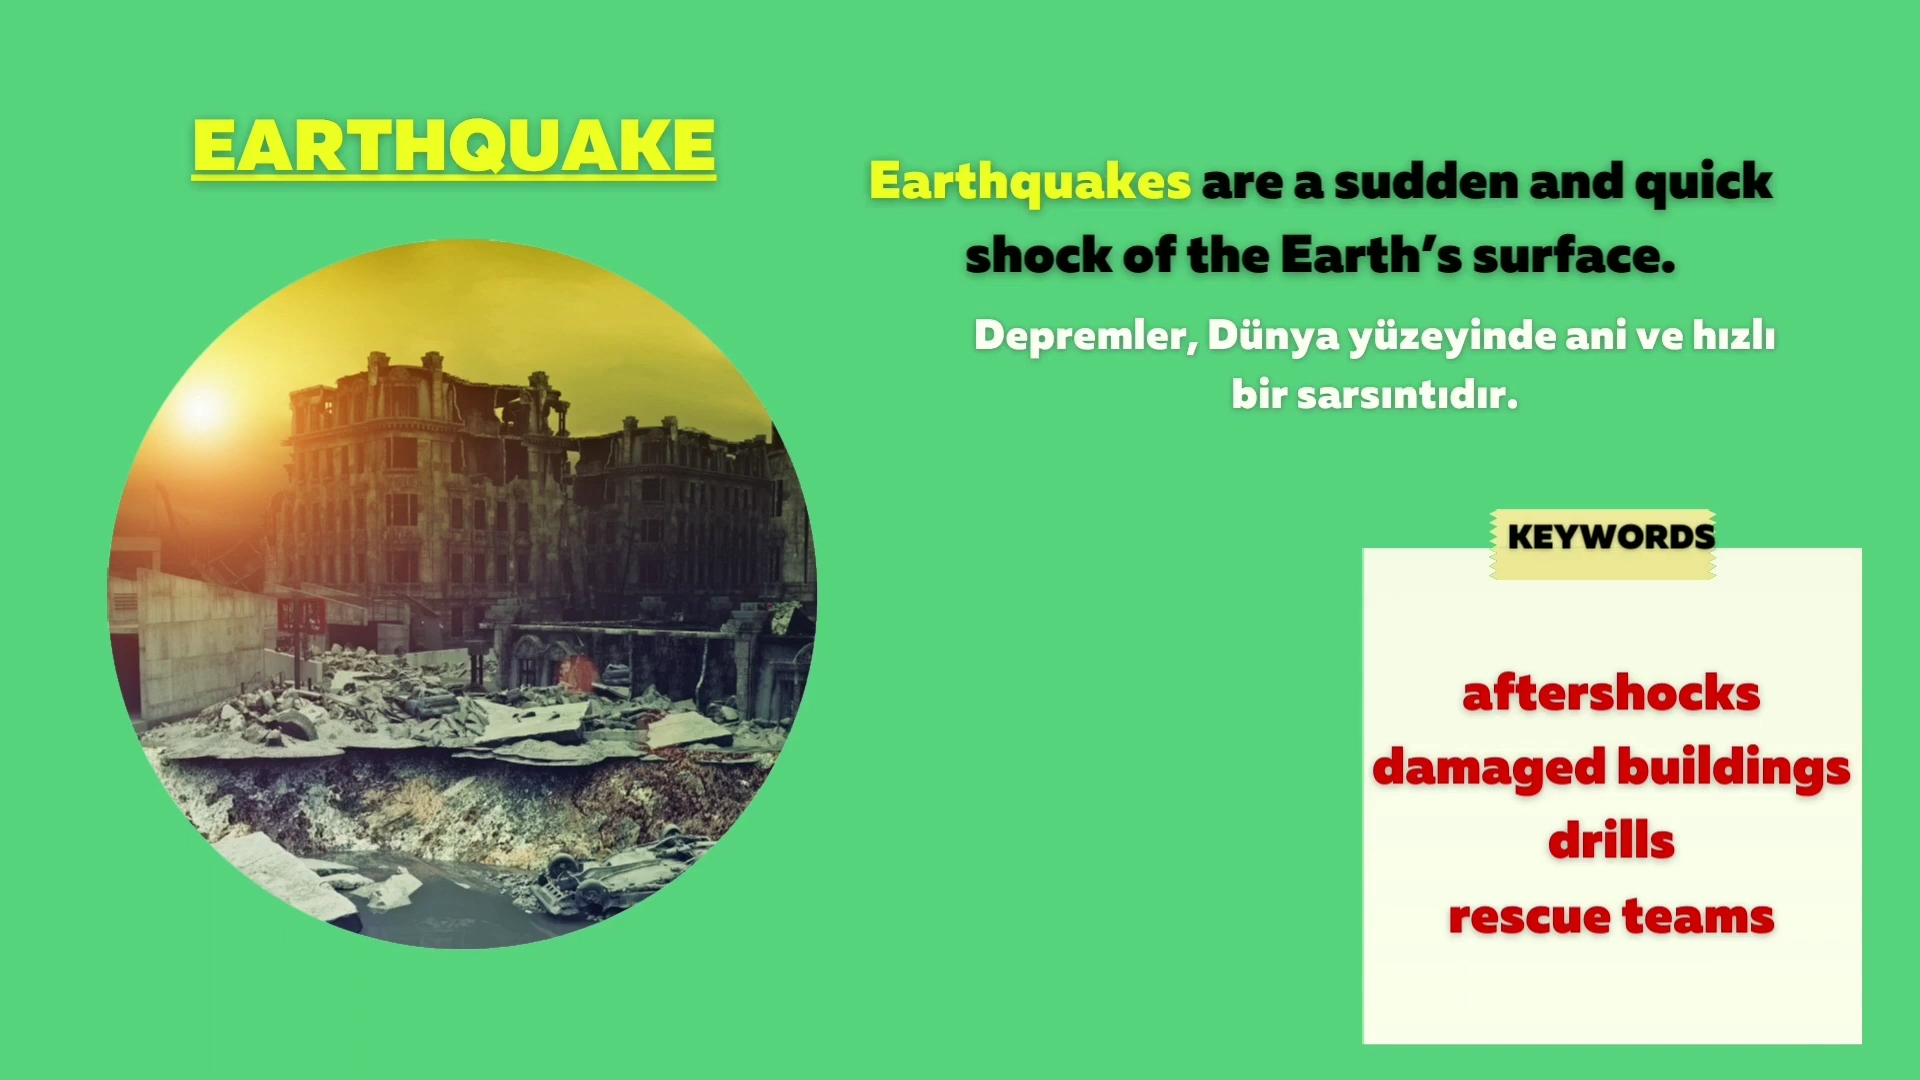 EARTHQUAKE
Earthquakes are a sudden and quick
shock of the Earth’s surface.
Depremler, Dünya yüzeyinde ani ve hızlı
bir sarsıntıdır.
KEYWORDS
aftershocks
damaged buildings
drills
rescue teams